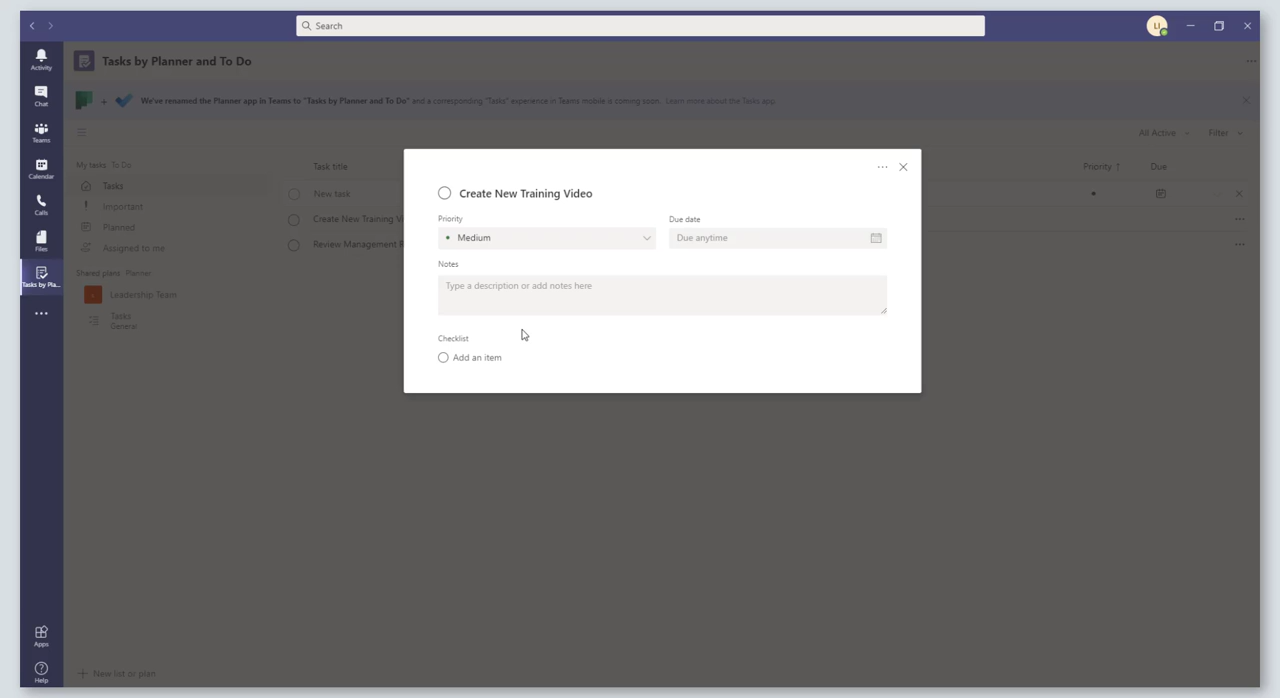 Search
LI
Activity
Chat
Teams
Calendar
Calls
Files
Tasks by Pla...
Apps
Help
Tasks by Planner and To Do
We've renamed the Planner app in Teams to "Tasks by Planner and To Do" and a corresponding "Tasks" experience in Teams mobile is coming soon. Learn more about the Tasks app.
All Active
Filter
My tasks To Do
Tasks
Important
Planned
Assigned to me
Shared plans Planner
Leadership Team
Tasks
General
New list or plan
Task title
Priority ↑
Due
New task
Create New Training Vi
Review Management R
Create New Training Video
Priority
Due date
Medium
Due anytime
Notes
Type a description or add notes here
Checklist
Add an item